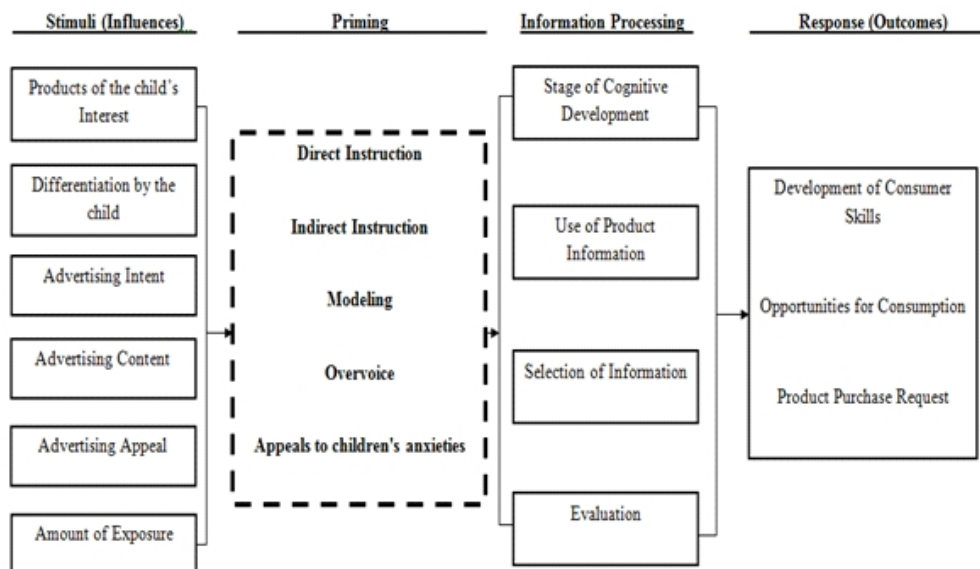 Stimuli (Influences)
Priming
Information Processing
Response (Outcomes)
Products of the child's
Interest
Differentiation by the
child
Advertising Intent
Advertising Content
Advertising Appeal
Amount of Exposure
Direct Instruction
Indirect Instruction
Modeling
Overvoice
Appeals to children's anxieties
Stage of Cognitive
Development
Use of Product
Information
Selection of Information
Evaluation
Development of Consumer
Skills
Opportunities for Consumption
Product Purchase Request